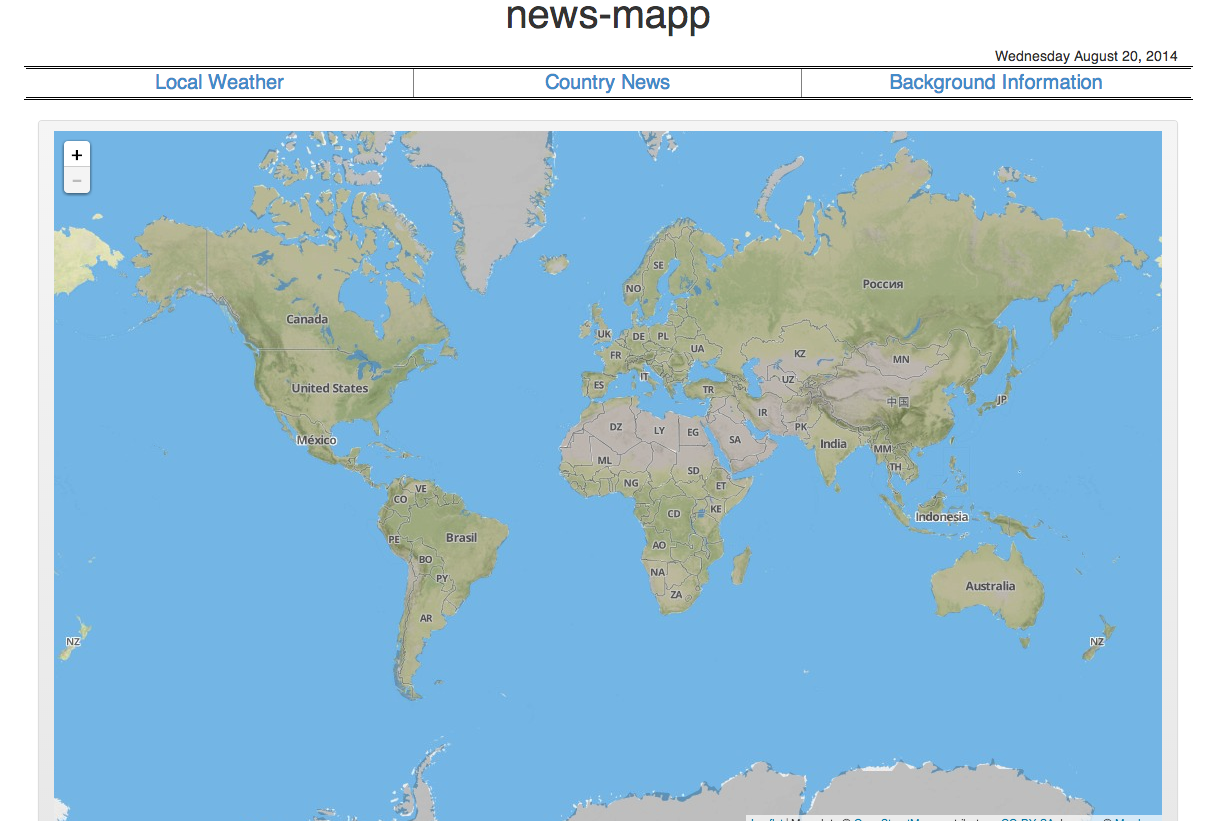 news-mapp
Wednesday August 20, 2014
Local Weather
Country News
Background Information
+
−
SE
NO
Россия
Canada
UK
DE
PL
UA
FR
KZ
MN
IT
UZ
ES
TR
United States
中国
JP
IR
DZ
LY
EG
PK
SA
India
México
MM
ML
TH
SD
NG
ET
VE
CO
CD
KE
Indonesia
PE
Brasil
AO
BO
NA
PY
Australia
ZA
AR
NZ
NZ